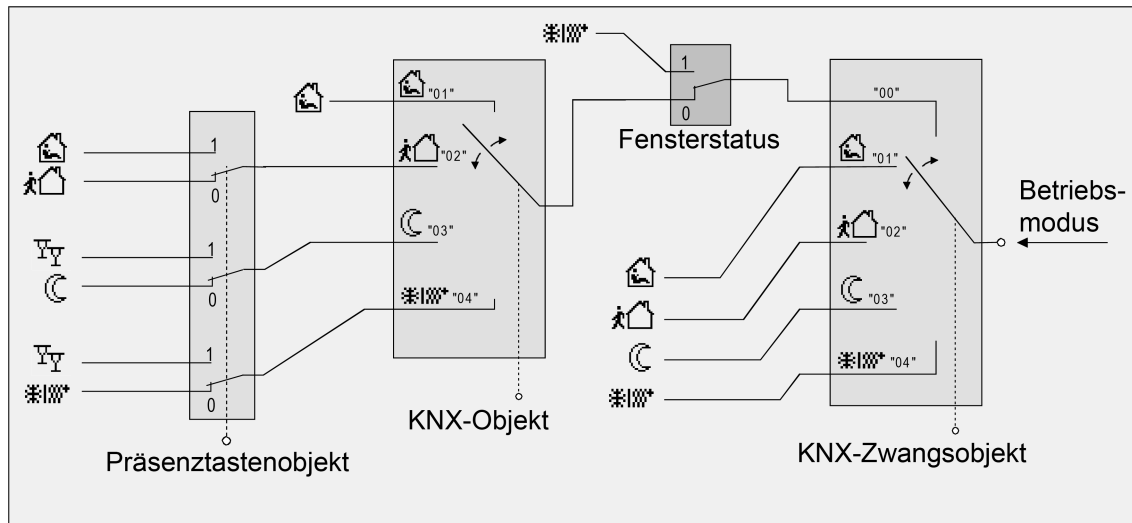 1
0
1
0
1
0
Präsenztastenobjekt
"01"
"02"
"03"
"04"
KNX-Objekt
1
0
Fensterstatus
"00"
"01"
"02"
"03"
"04"
KNX-Zwangsobjekt
Betriebs-
modus